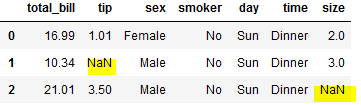 total_bill tip sex smoker day time size
0 16.99 1.01 Female No Sun Dinner 2.0
1 10.34 NaN Male No Sun Dinner 3.0
2 21.01 3.50 Male No Sun Dinner NaN